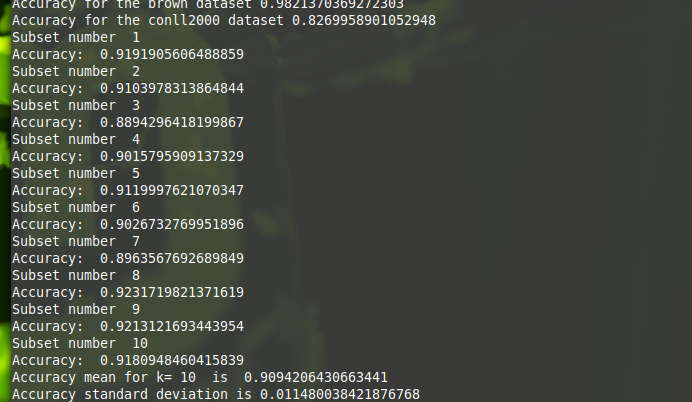 Accuracy for the brown dataset 0.9821370369272303
Accuracy for the conll2000 dataset 0.8269958901052948
Subset number  1
Accuracy:  0.9191905606488859
Subset number  2
Accuracy:  0.9103978313864844
Subset number  3
Accuracy:  0.8894296418199867
Subset number  4
Accuracy:  0.9015795909137329
Subset number  5
Accuracy:  0.9119997621070347
Subset number  6
Accuracy:  0.9026732769951896
Subset number  7
Accuracy:  0.8963567692689849
Subset number  8
Accuracy:  0.9231719821371619
Subset number  9
Accuracy:  0.9213121693443954
Subset number  10
Accuracy:  0.9180948460415839
Accuracy mean for k= 10  is  0.9094206430663441
Accuracy standard deviation is 0.011480038421876768